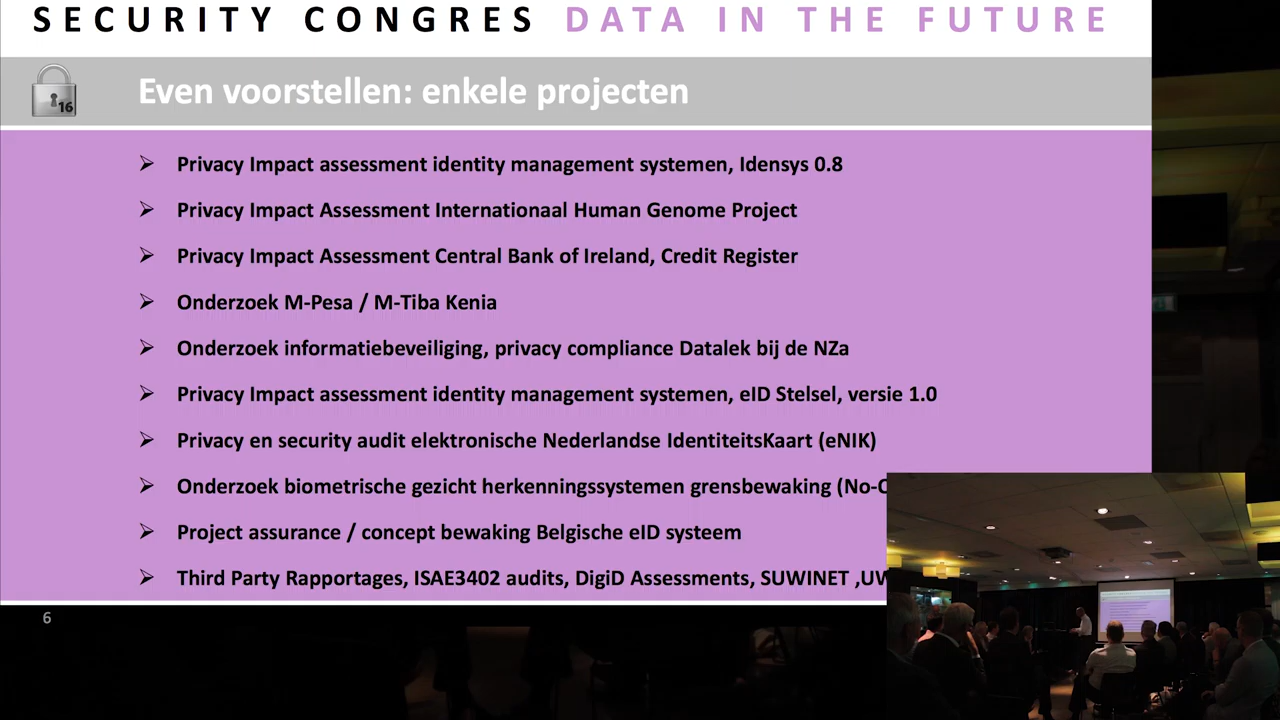 SECURITY CONGRES DATA IN THE FUTURE
16
Even voorstellen: enkele projecten
Privacy Impact assessment identity management systemen, Idensys 0.8
Privacy Impact Assessment Internationaal Human Genome Project
Privacy Impact Assessment Central Bank of Ireland, Credit Register
Onderzoek M-Pesa / M-Tiba Kenia
Onderzoek informatiebeveiliging, privacy compliance Datalek bij de NZa
Privacy Impact assessment identity management systemen, eID Stelsel, versie 1.0
Privacy en security audit elektronische Nederlandse IdentiteitsKaart (eNIK)
Onderzoek biometrische gezicht herkenningssystemen grensbewaking
Project assurance / concept bewaking Belgische eID systeem
Third Party Rapportages, ISAE3402 audits, DigiD Assessments, SUWINET
6